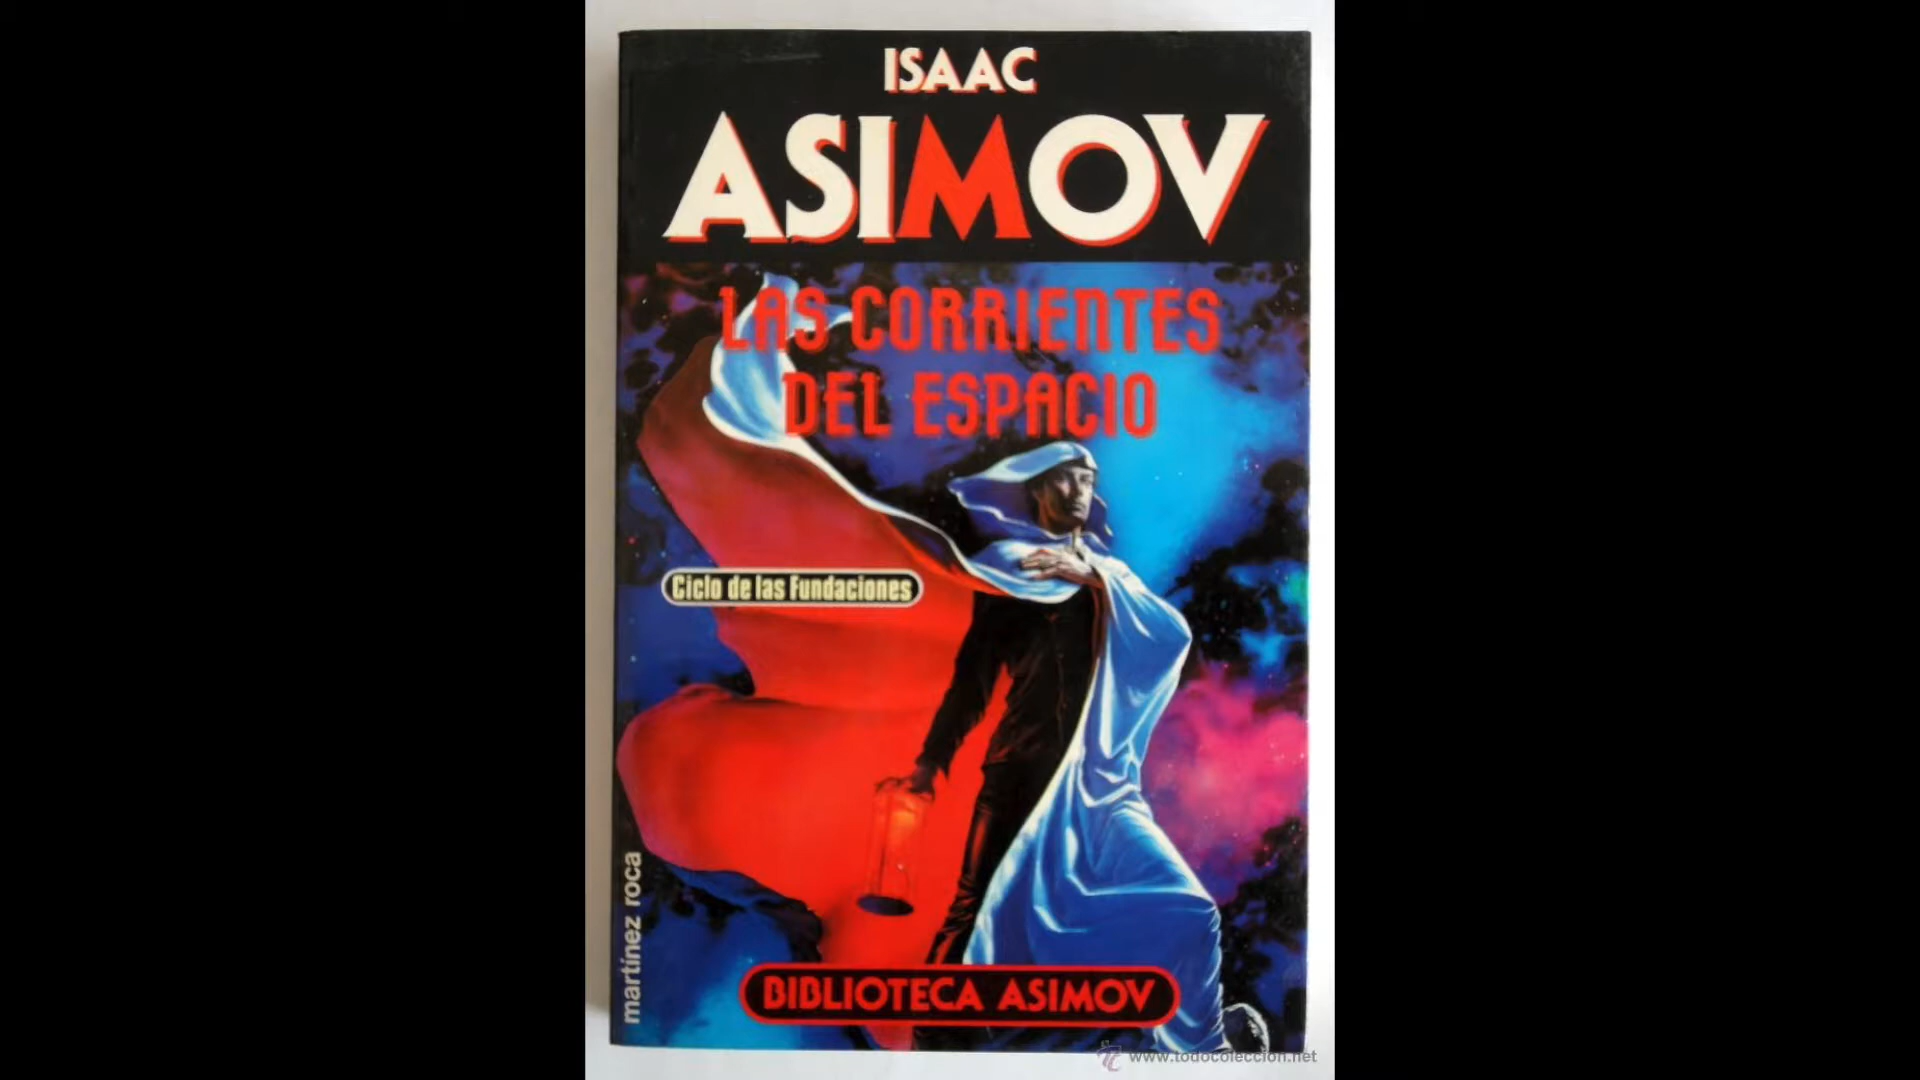 ISAAC
ASIMOV
LAS CORRIENTES
DEL ESPACIO
Ciclo de las Fundaciones
martínez roca
BIBLIOTECA ASIMOV
www.todocoleccion.net